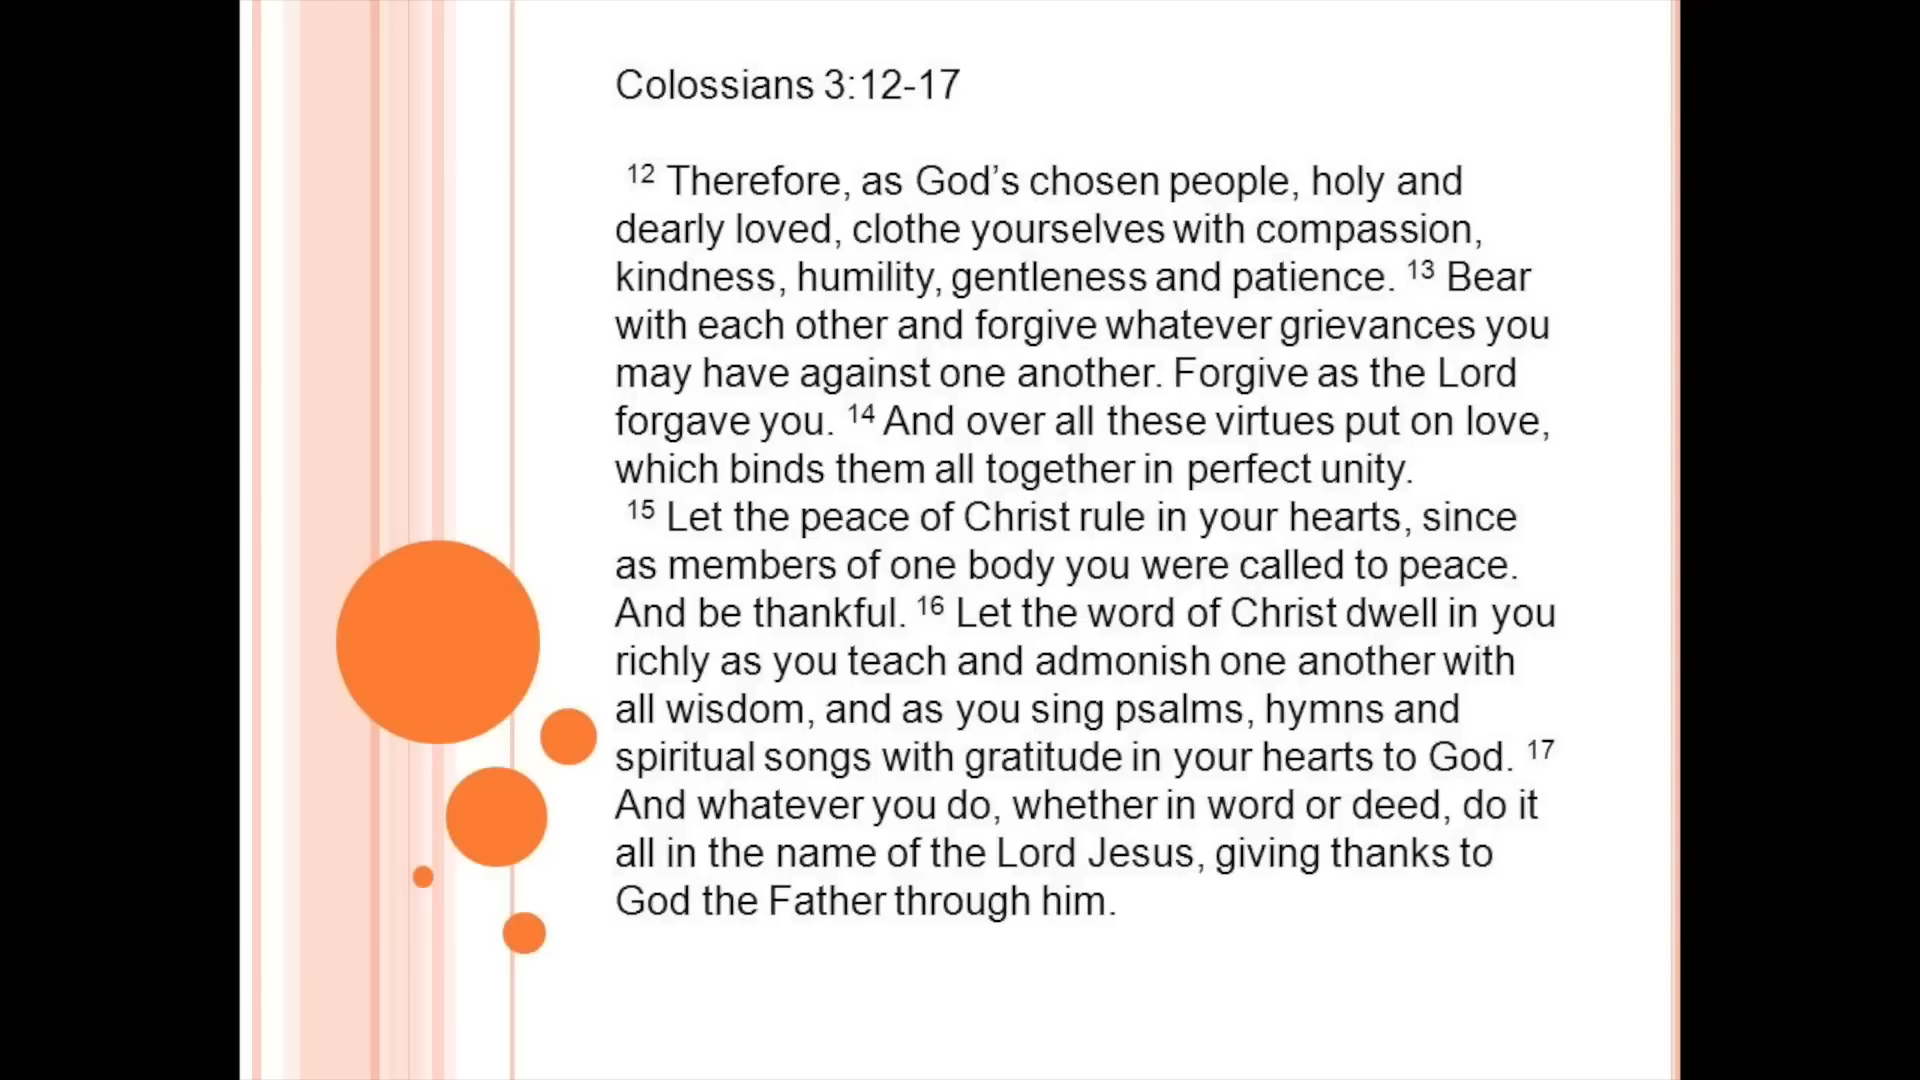 Colossians 3:12-17
12 Therefore, as God’s chosen people, holy and
dearly loved, clothe yourselves with compassion,
kindness, humility, gentleness and patience. 13 Bear
with each other and forgive whatever grievances you
may have against one another. Forgive as the Lord
forgave you. 14 And over all these virtues put on love,
which binds them all together in perfect unity.
15 Let the peace of Christ rule in your hearts, since
as members of one body you were called to peace.
And be thankful. 16 Let the word of Christ dwell in you
richly as you teach and admonish one another with
all wisdom, and as you sing psalms, hymns and
spiritual songs with gratitude in your hearts to God. 17
And whatever you do, whether in word or deed, do it
all in the name of the Lord Jesus, giving thanks to
God the Father through him.